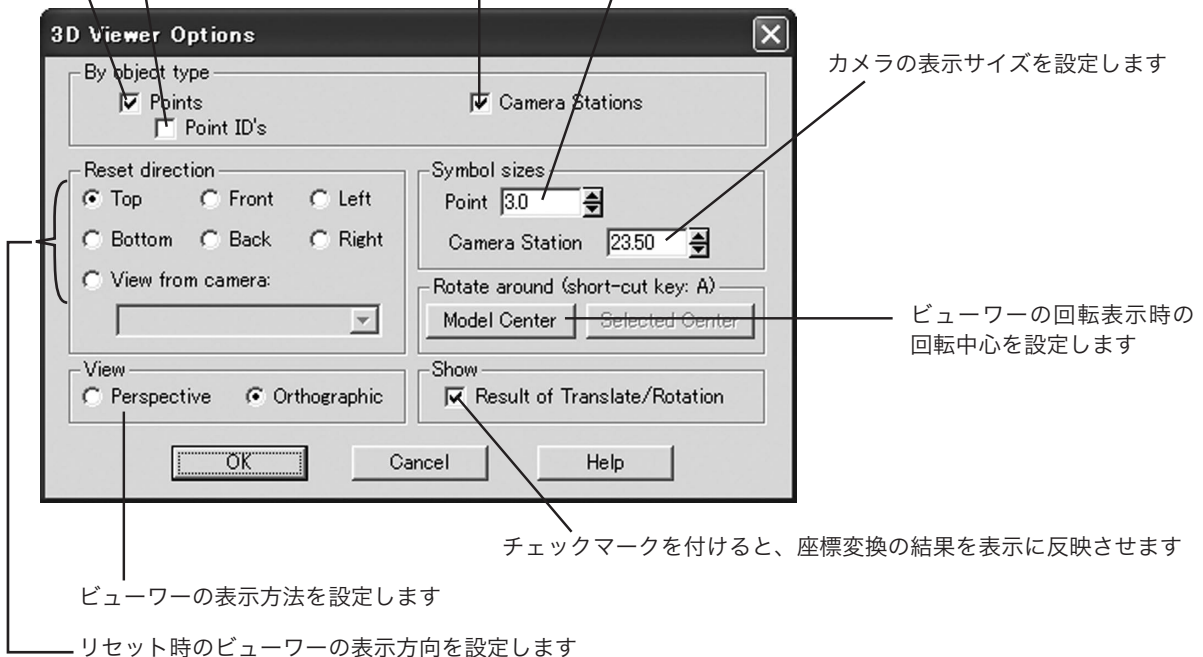 3D Viewer Options
By object type
Points
Camera Stations
Point ID's
カメラの表示サイズを設定します
Reset direction
Top
Front
Left
Bottom
Back
Right
View from camera:
Symbol sizes
Point 3.0
Camera Station 23.50
Rotate around (short-cut key: A)
Model Center
Selected Center
ビューワーの回転表示時の
回転中心を設定します
View
Perspective
Orthographic
Show
Result of Translate/Rotation
OK
Cancel
Help
チェックマークを付けると、座標変換の結果を表示に反映させます
ビューワーの表示方法を設定します
リセット時のビューワーの表示方向を設定します